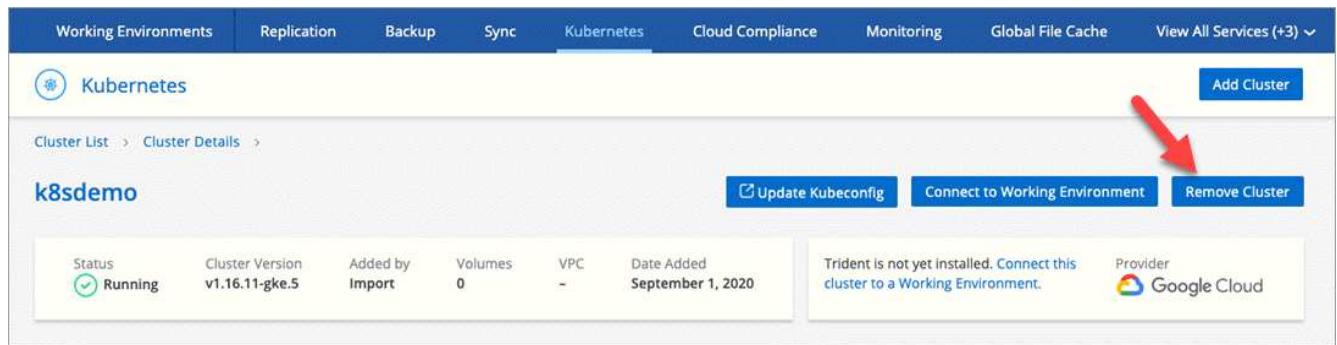 Working Environments Replication Backup Sync Kubernetes Cloud Compliance Monitoring Global File Cache View All Services (+3)
Kubernetes Add Cluster
Cluster List > Cluster Details >
k8sdemo Update Kubeconfig Connect to Working Environment Remove Cluster
Status Cluster Version Added by Volumes VPC Date Added
Running v1.16.11-gke.5 Import 0 – September 1, 2020
Trident is not yet installed. Connect this
cluster to a Working Environment.
Provider
Google Cloud